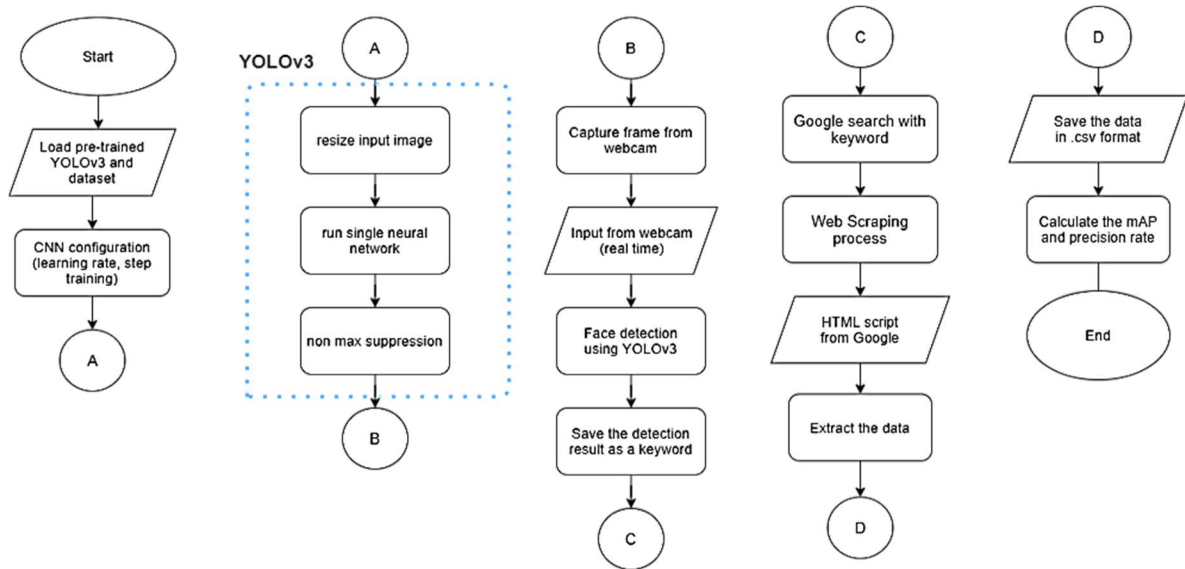 Start
Load pre-trained
YOLOv3 and
dataset
CNN configuration
(learning rate, step
training)
A
YOLOv3
A
resize input image
run single neural
network
non max suppression
B
B
Capture frame from
webcam
Input from webcam
(real time)
Face detection
using YOLOv3
Save the detection
result as a keyword
C
C
Google search with
keyword
Web Scraping
process
HTML script
from Google
Extract the data
D
D
Save the data
in .csv format
Calculate the mAP
and precision rate
End